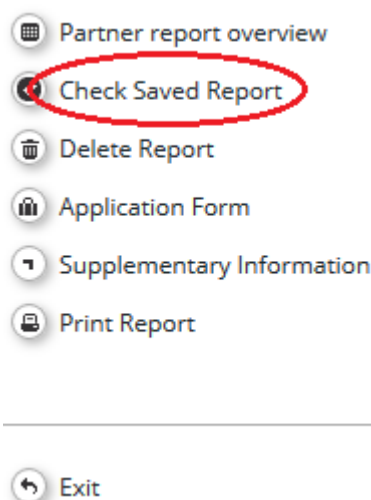 Partner report overview
Check Saved Report
Delete Report
Application Form
Supplementary Information
Print Report
Exit